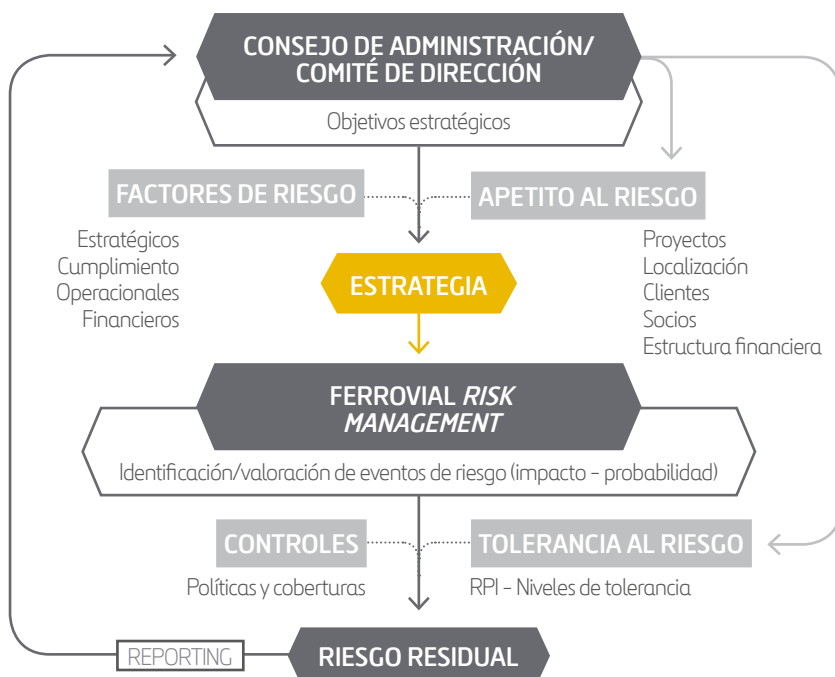 CONSEJO DE ADMINISTRACIÓN/
COMITÉ DE DIRECCIÓN
Objetivos estratégicos
FACTORES DE RIESGO
Estratégicos
Cumplimiento
Operacionales
Financieros
APETITO AL RIESGO
Proyectos
Localización
Clientes
Socios
Estructura financiera
ESTRATEGIA
FERROVIAL RISK
MANAGEMENT
Identificación/valoración de eventos de riesgo (impacto – probabilidad)
CONTROLES
Políticas y coberturas
TOLERANCIA AL RIESGO
RPI – Niveles de tolerancia
REPORTING
RIESGO RESIDUAL